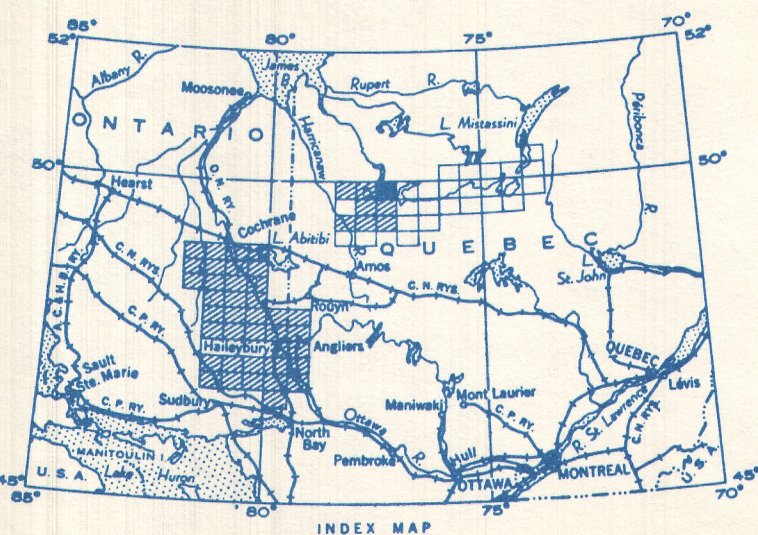 85°
80°
75°
70°
52°
52°
James
B.
Albany R.
Rupert R.
Moosonee
L. Mistassini
Peribonca
R.
ONTARIO
Harricanaw
O.N. RY.
50°
50°
Hearst
Cochrane
L. Abitibi
QUEBEC
C. N. RYS.
Amos
C. N. RYS.
L.
St. John
A. C. & H. B. RY.
C. P. RY.
Rouyn
Haileybury
Angliers
QUEBEC
Lévis
Sault
Ste. Marie
Mont Laurier
Maniwaki
C. P. RY.
C. P. RY.
Sudbury
Ottawa R.
R. St. Lawrence
C. N. RYS.
North
Bay
MANITOULIN I.
Pembroke
Hull
MONTREAL
U. S. A.
U. S. A.
Lake Huron
OTTAWA
45°
45°
85°
80°
75°
70°
INDEX MAP